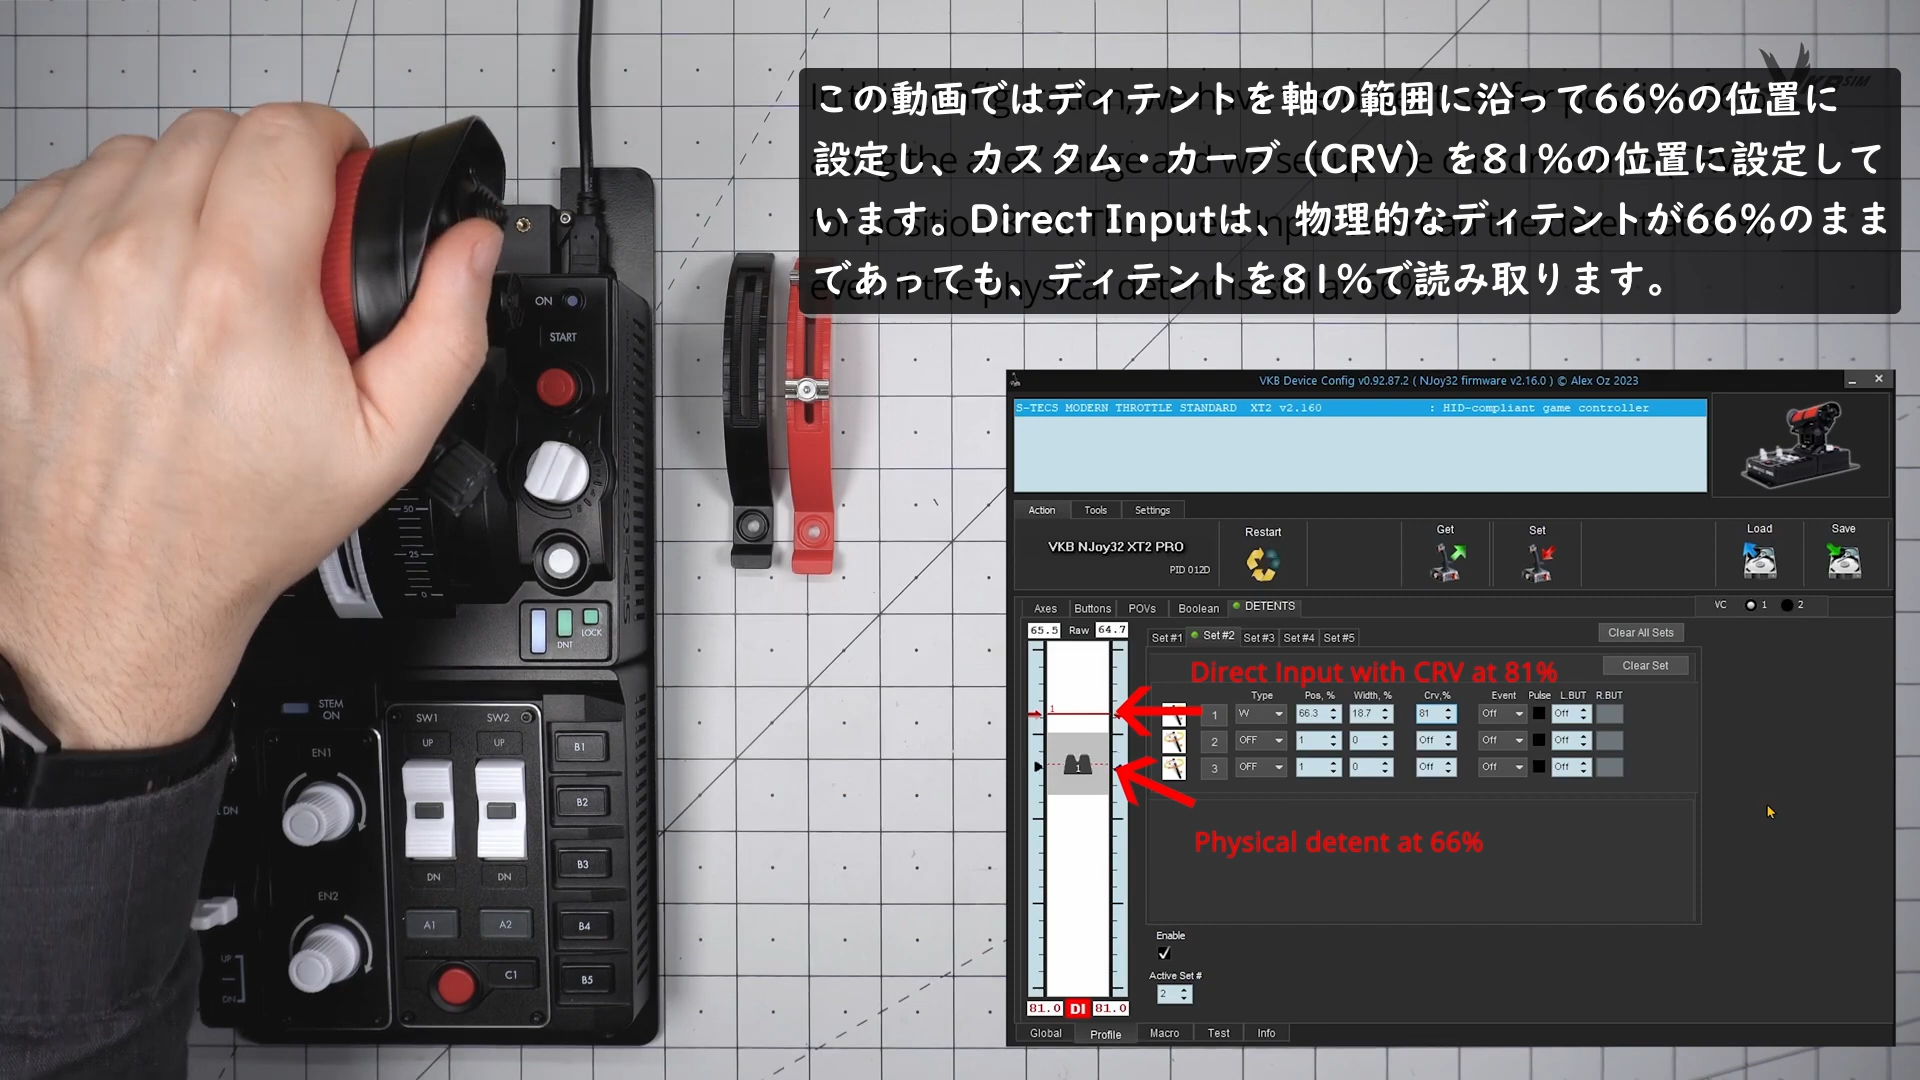 この動画ではディテントを軸の範囲に沿って66%の位置に
設定し、カスタム・カーブ（CRV）を81%の位置に設定して
います。Direct Inputは、物理的なディテントが66%のまま
であっても、ディテントを81%で読み取ります。
VKB SIM
ON
START
50
25
0
DNT
LOCK
STEM
ON
SW1
SW2
UP
UP
B1
EN1
B2
DN
B3
DN
DN
EN2
A1
A2
B4
UP
DN
C1
B5
VKB Device Config v0.92.87.2 ( NJoy32 firmware v2.16.0 ) © Alex Oz 2023
S-TECS MODERN THROTTLE STANDARD XT2 v2.160 : HID-compliant game controller
Action Tools Settings
VKB NJoy32 XT2 PRO
PID 012D
Restart
Get
Set
Load
Save
Axes Buttons POVs Boolean DETENTS
VC 1 2
65.5 Raw 64.7
Set #1 Set #2 Set #3 Set #4 Set #5
Clear All Sets
Clear Set
Direct Input with CRV at 81%
Type Pos, % Width, % Crv,% Event Pulse L.BUT R.BUT
1 W 66.3 18.7 81 Off Off
2 OFF 1 0 Off Off Off
3 OFF 1 0 Off Off Off
1
1
Physical detent at 66%
Enable
Active Set #
2
81.0 DI 81.0
Global Profile Macro Test Info